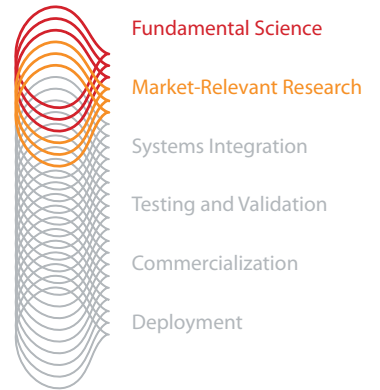 Fundamental Science
Market-Relevant Research
Systems Integration
Testing and Validation
Commercialization
Deployment